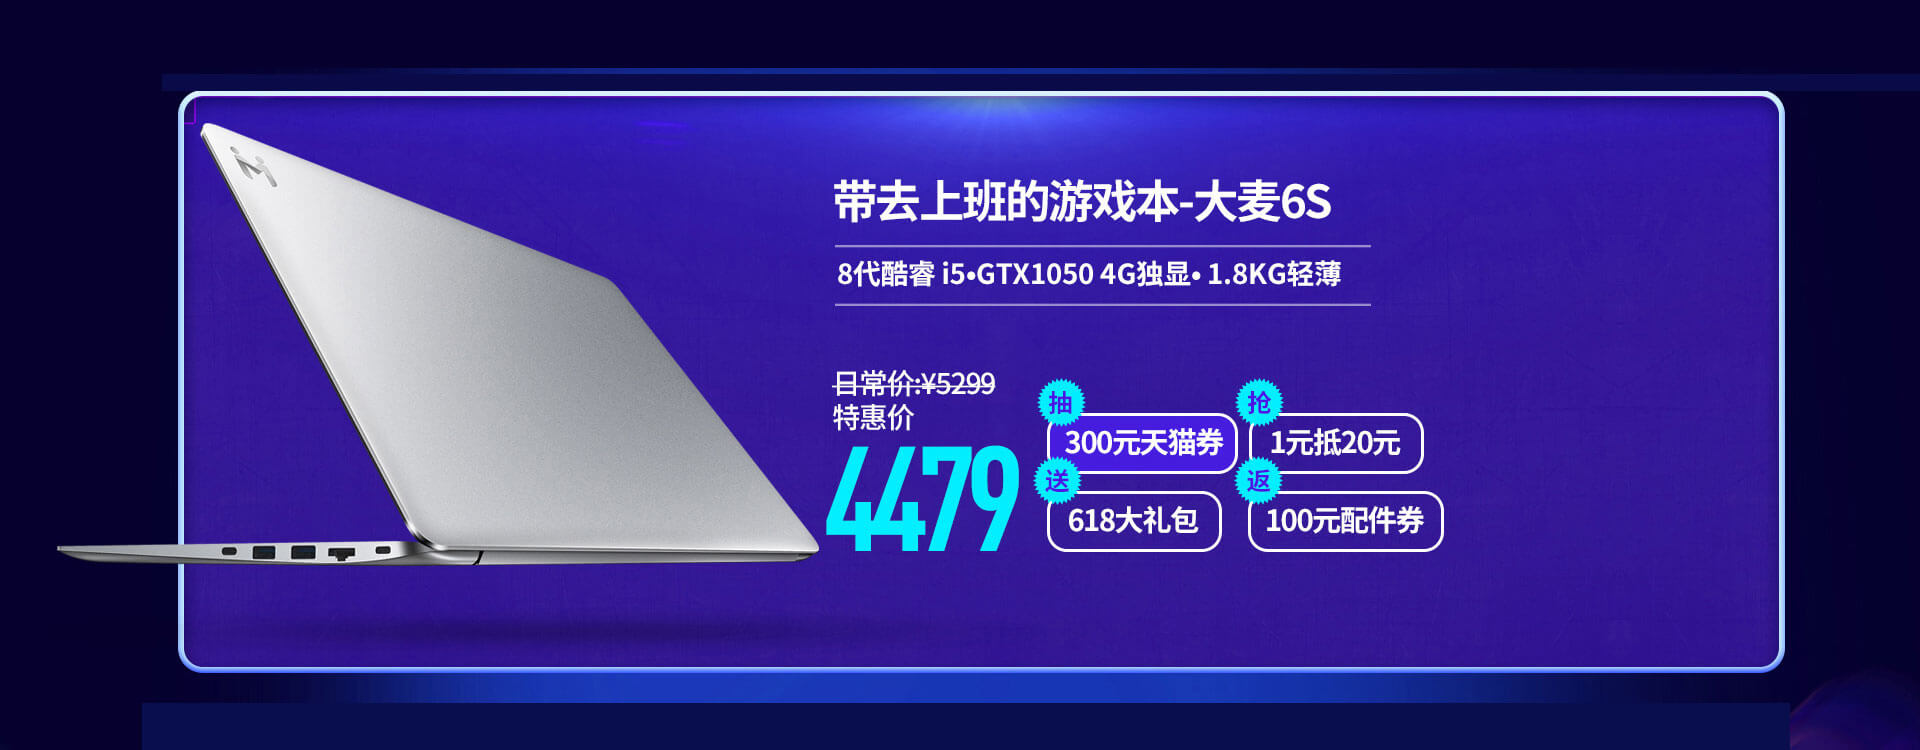 带去上班的游戏本-大麦6S
8代酷睿 i5•GTX1050 4G独显• 1.8KG轻薄
日常价:¥5299
特惠价
4479
抽
300元天猫券
抢
1元抵20元
送
618大礼包
返
100元配件券